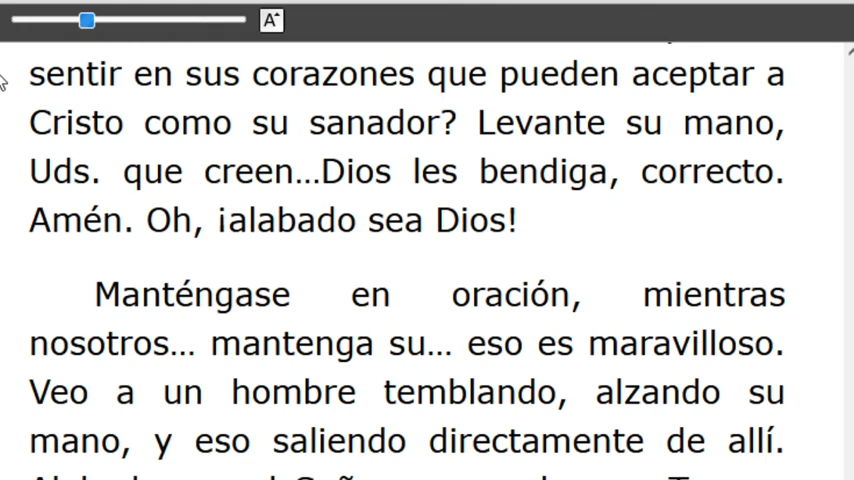 A
sentir en sus corazones que pueden aceptar a
Cristo como su sanador? Levante su mano,
Uds. que creen...Dios les bendiga, correcto.
Amén. Oh, ¡alabado sea Dios!
Manténgase en oración, mientras
nosotros... mantenga su... eso es maravilloso.
Veo a un hombre temblando, alzando su
mano, y eso saliendo directamente de allí.